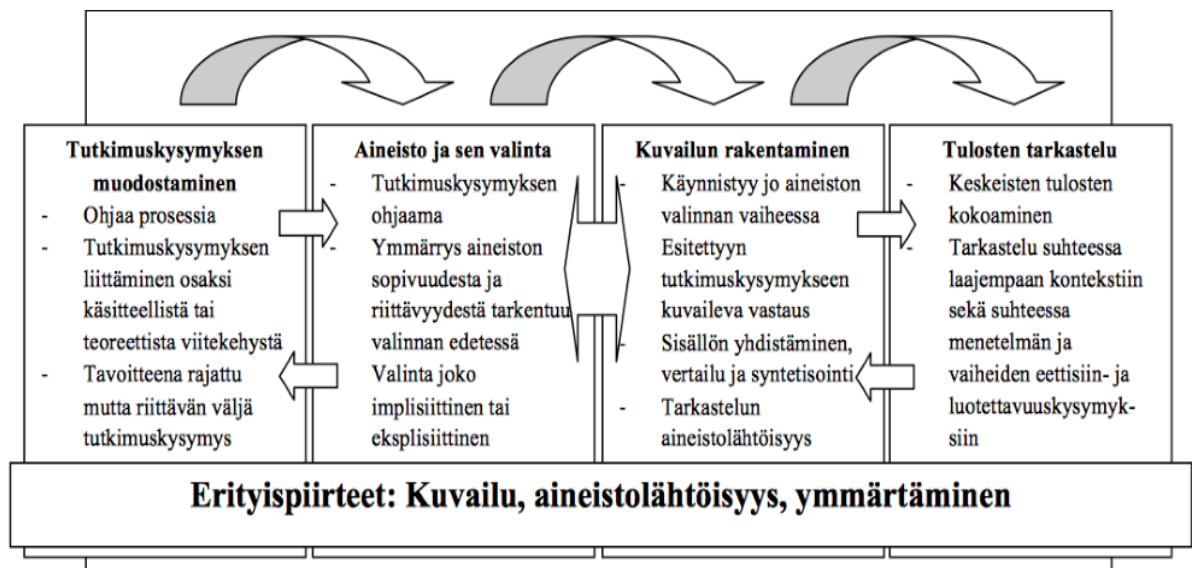 Tutkimuskysymyksen
muodostaminen
- Ohjaa prosessia
- Tutkimuskysymyksen
liittäminen osaksi
käsitteellistä tai
teoreettista viitekehystä
- Tavoitteena rajattu
mutta riittävän väljä
tutkimuskysymys
Aineisto ja sen valinta
- Tutkimuskysymyksen
ohjaama
- Ymmärrys aineiston
sopivuudesta ja
riittävyydestä tarkentuu
valinnan edetessä
- Valinta joko
implisiittinen tai
eksplisiittinen
Kuvailun rakentaminen
- Käynnistyy jo aineiston
valinnan vaiheessa
Esitettyyn
tutkimuskysymykseen
kuvaileva vastaus
- Sisällön yhdistäminen,
vertailu ja syntetisointi
- Tarkastelun
aineistolähtöisyys
Tulosten tarkastelu
- Keskeisten tulosten
kokoaminen
- Tarkastelu suhteessa
laajempaan kontekstiin
sekä suhteessa
menetelmän ja
vaiheiden eettisiin- ja
luotettavuuskysymyk-
siin
Erityispiirteet: Kuvailu, aineistolähtöisyys, ymmärtäminen